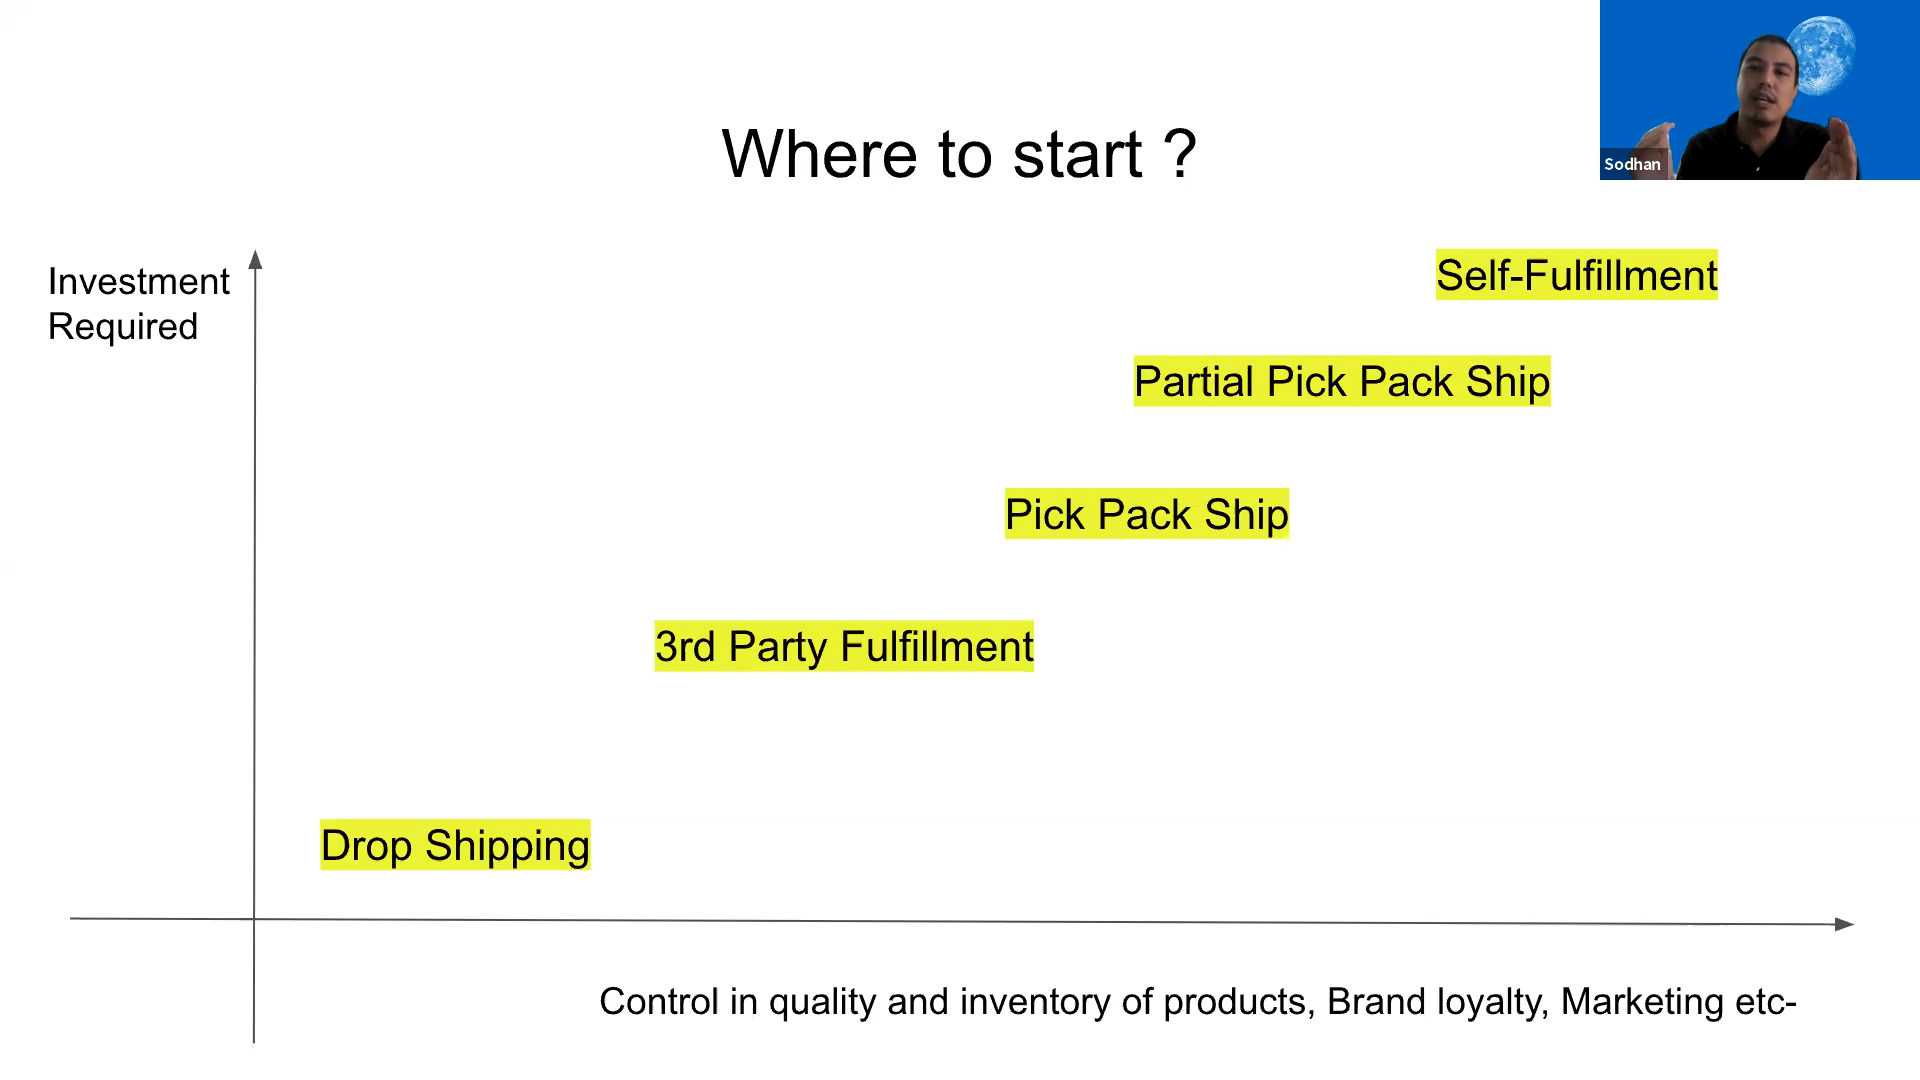 Where to start ?
Sodhan
Investment
Required
Self-Fulfillment
Partial Pick Pack Ship
Pick Pack Ship
3rd Party Fulfillment
Drop Shipping
Control in quality and inventory of products, Brand loyalty, Marketing etc-